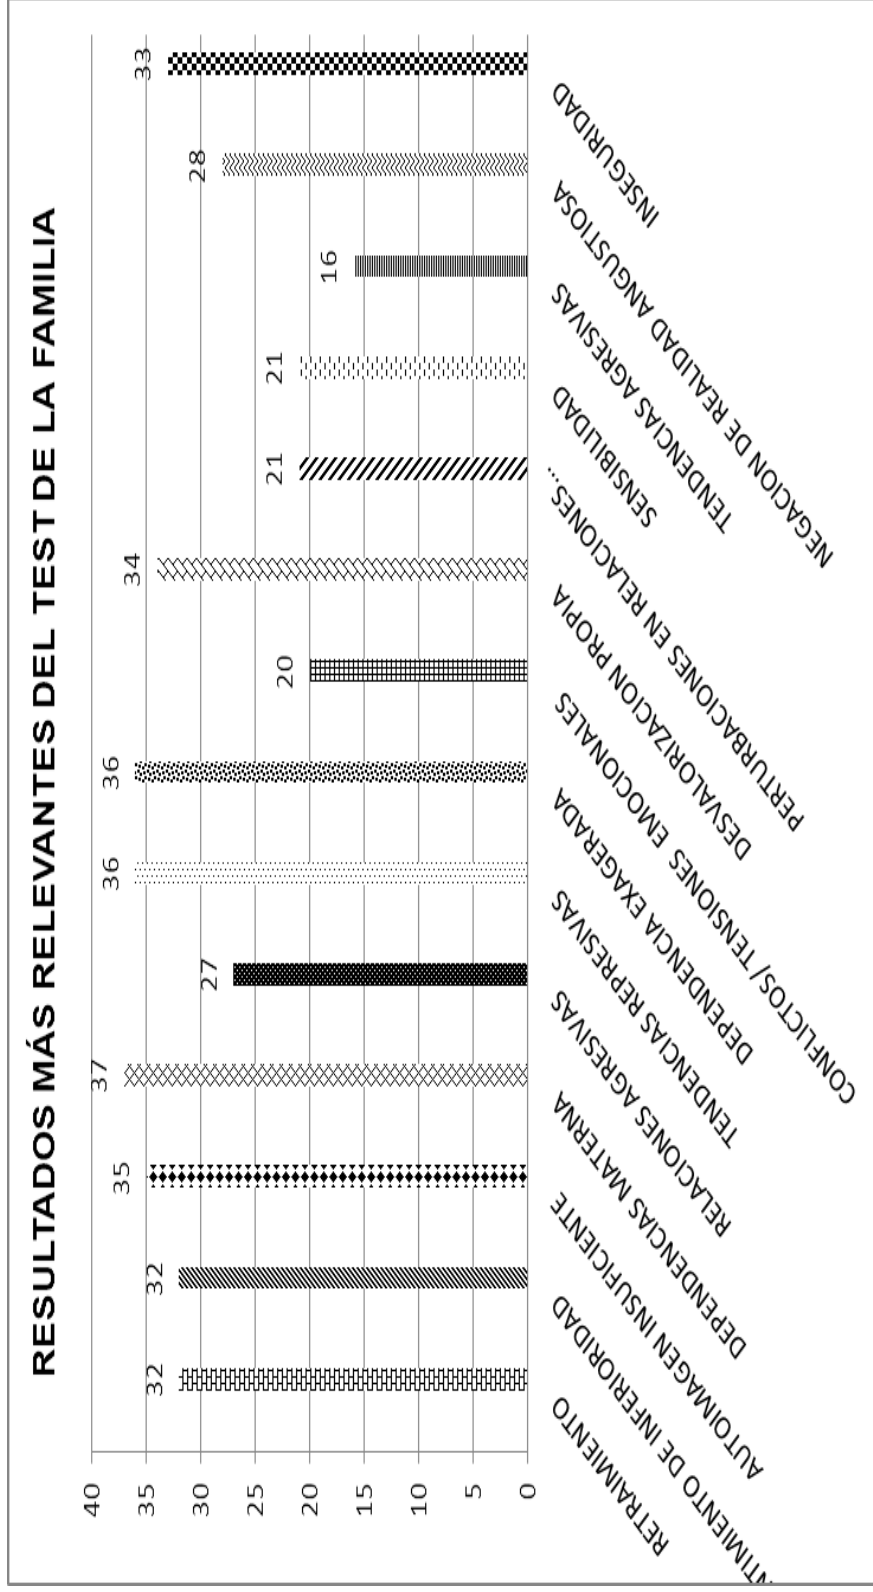 RESULTADOS MÁS RELEVANTES DEL TEST DE LA FAMILIA
40
35
30
25
20
15
10
5
0
32
32
35
37
27
36
36
20
34
21
21
16
28
33
RETRAIMIENTO
NTIMIENTO DE INFERIORIDAD
AUTOIMAGEN INSUFICIENTE
DEPENDENCIAS MATERNA
RELACIONES AGRESIVAS
TENDENCIAS REPRESIVAS
DEPENDENCIA EXAGERADA
CONFLICTOS/ TENSIONES EMOCIONALES
DESVALORIZACION PROPIA
PERTURBACIONES EN RELACIONES...
SENSIBILIDAD
TENDENCIAS AGRESIVAS
NEGACION DE REALIDAD ANGUSTIOSA
INSEGURIDAD